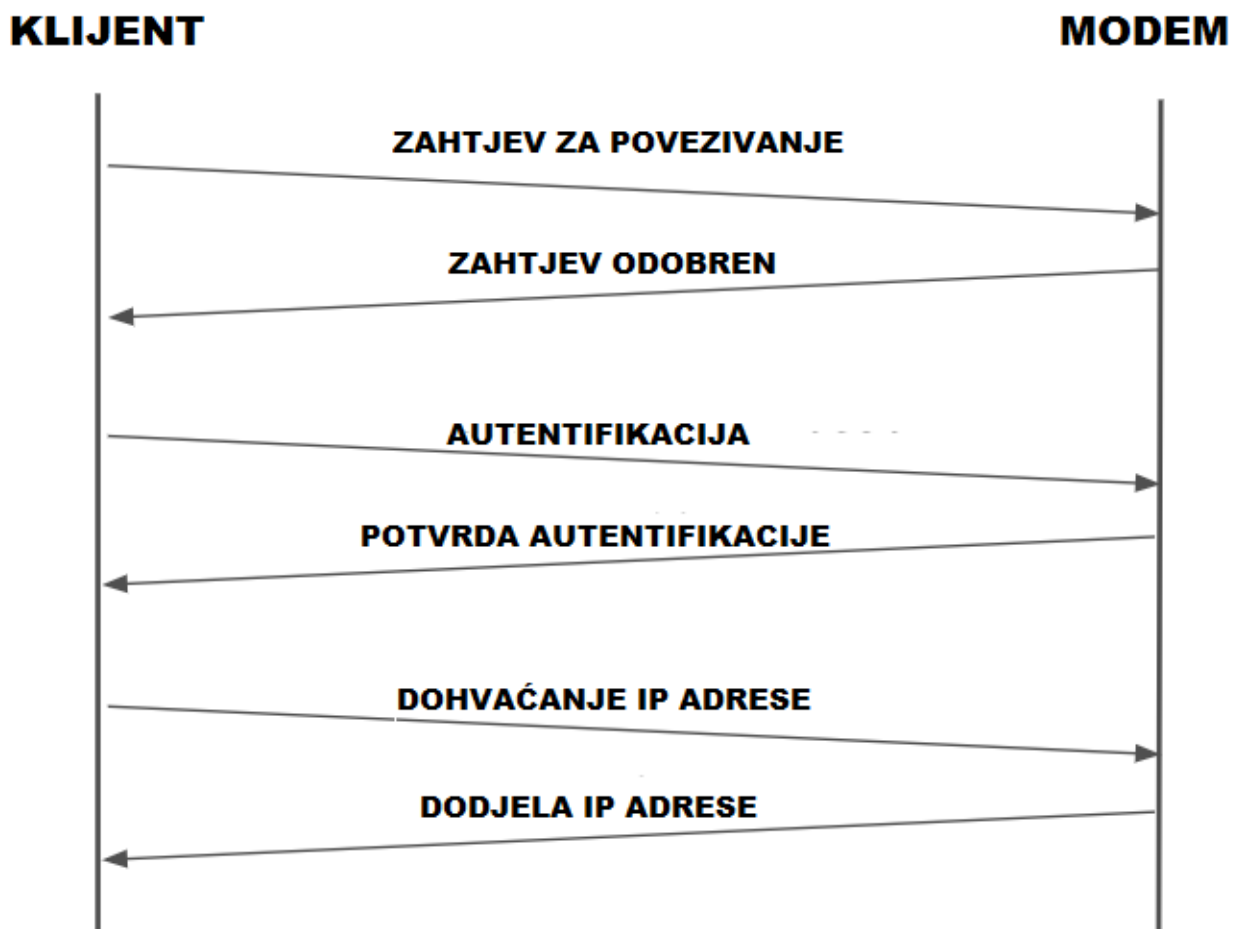 KLIJENT
MODEM
ZAHTJEV ZA POVEZIVANJE
ZAHTJEV ODOBREN
AUTENTIFIKACIJA
POTVRDA AUTENTIFIKACIJE
DOHVAĆANJE IP ADRESE
DODJELA IP ADRESE